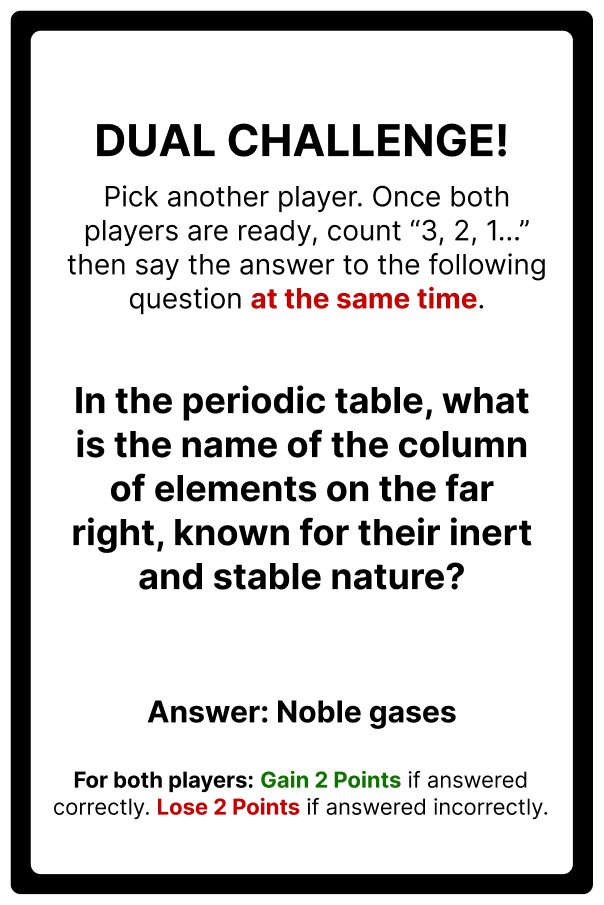 DUAL CHALLENGE!
Pick another player. Once both
players are ready, count “3, 2, 1...”
then say the answer to the following
question at the same time.
In the periodic table, what
is the name of the column
of elements on the far
right, known for their inert
and stable nature?
Answer: Noble gases
For both players: Gain 2 Points if answered
correctly. Lose 2 Points if answered incorrectly.